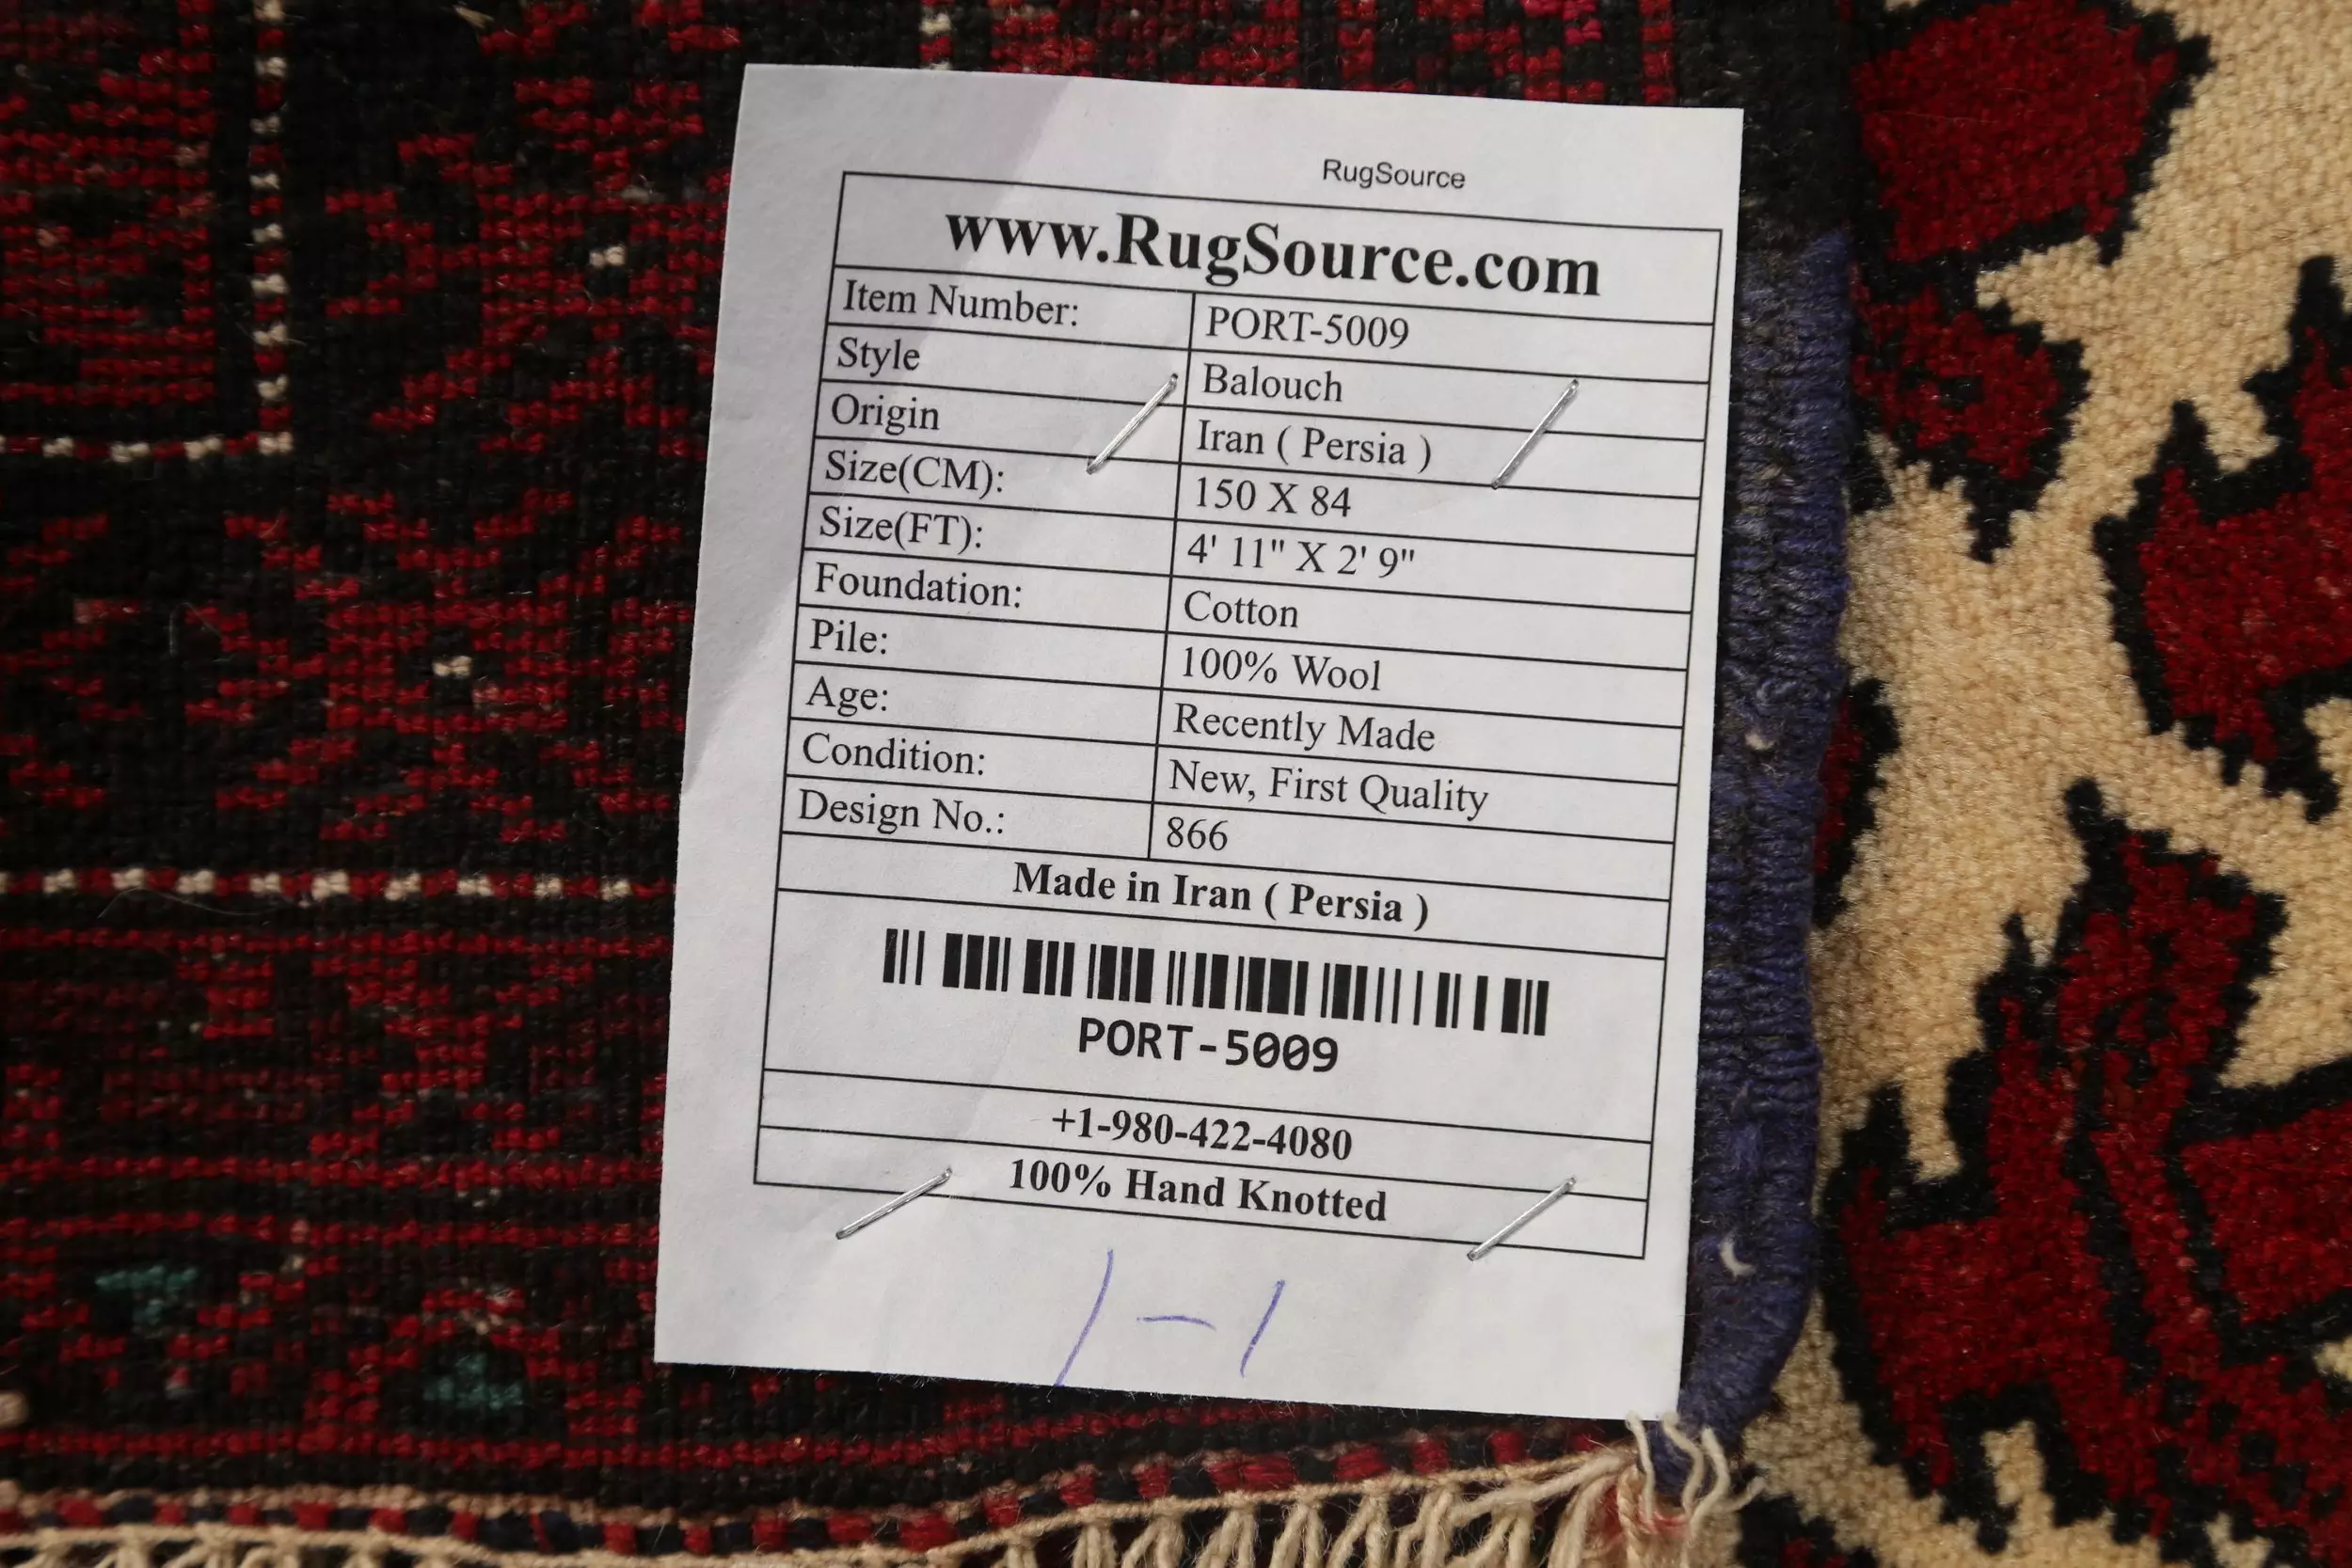 RugSource
www.RugSource.com
Item Number: PORT-5009
Style Balouch
Origin Iran ( Persia )
Size(CM): 150 X 84
Size(FT): 4' 11" X 2' 9"
Foundation: Cotton
Pile: 100% Wool
Age: Recently Made
Condition: New, First Quality
Design No.: 866
Made in Iran ( Persia )
PORT-5009
+1-980-422-4080
100% Hand Knotted
1-1